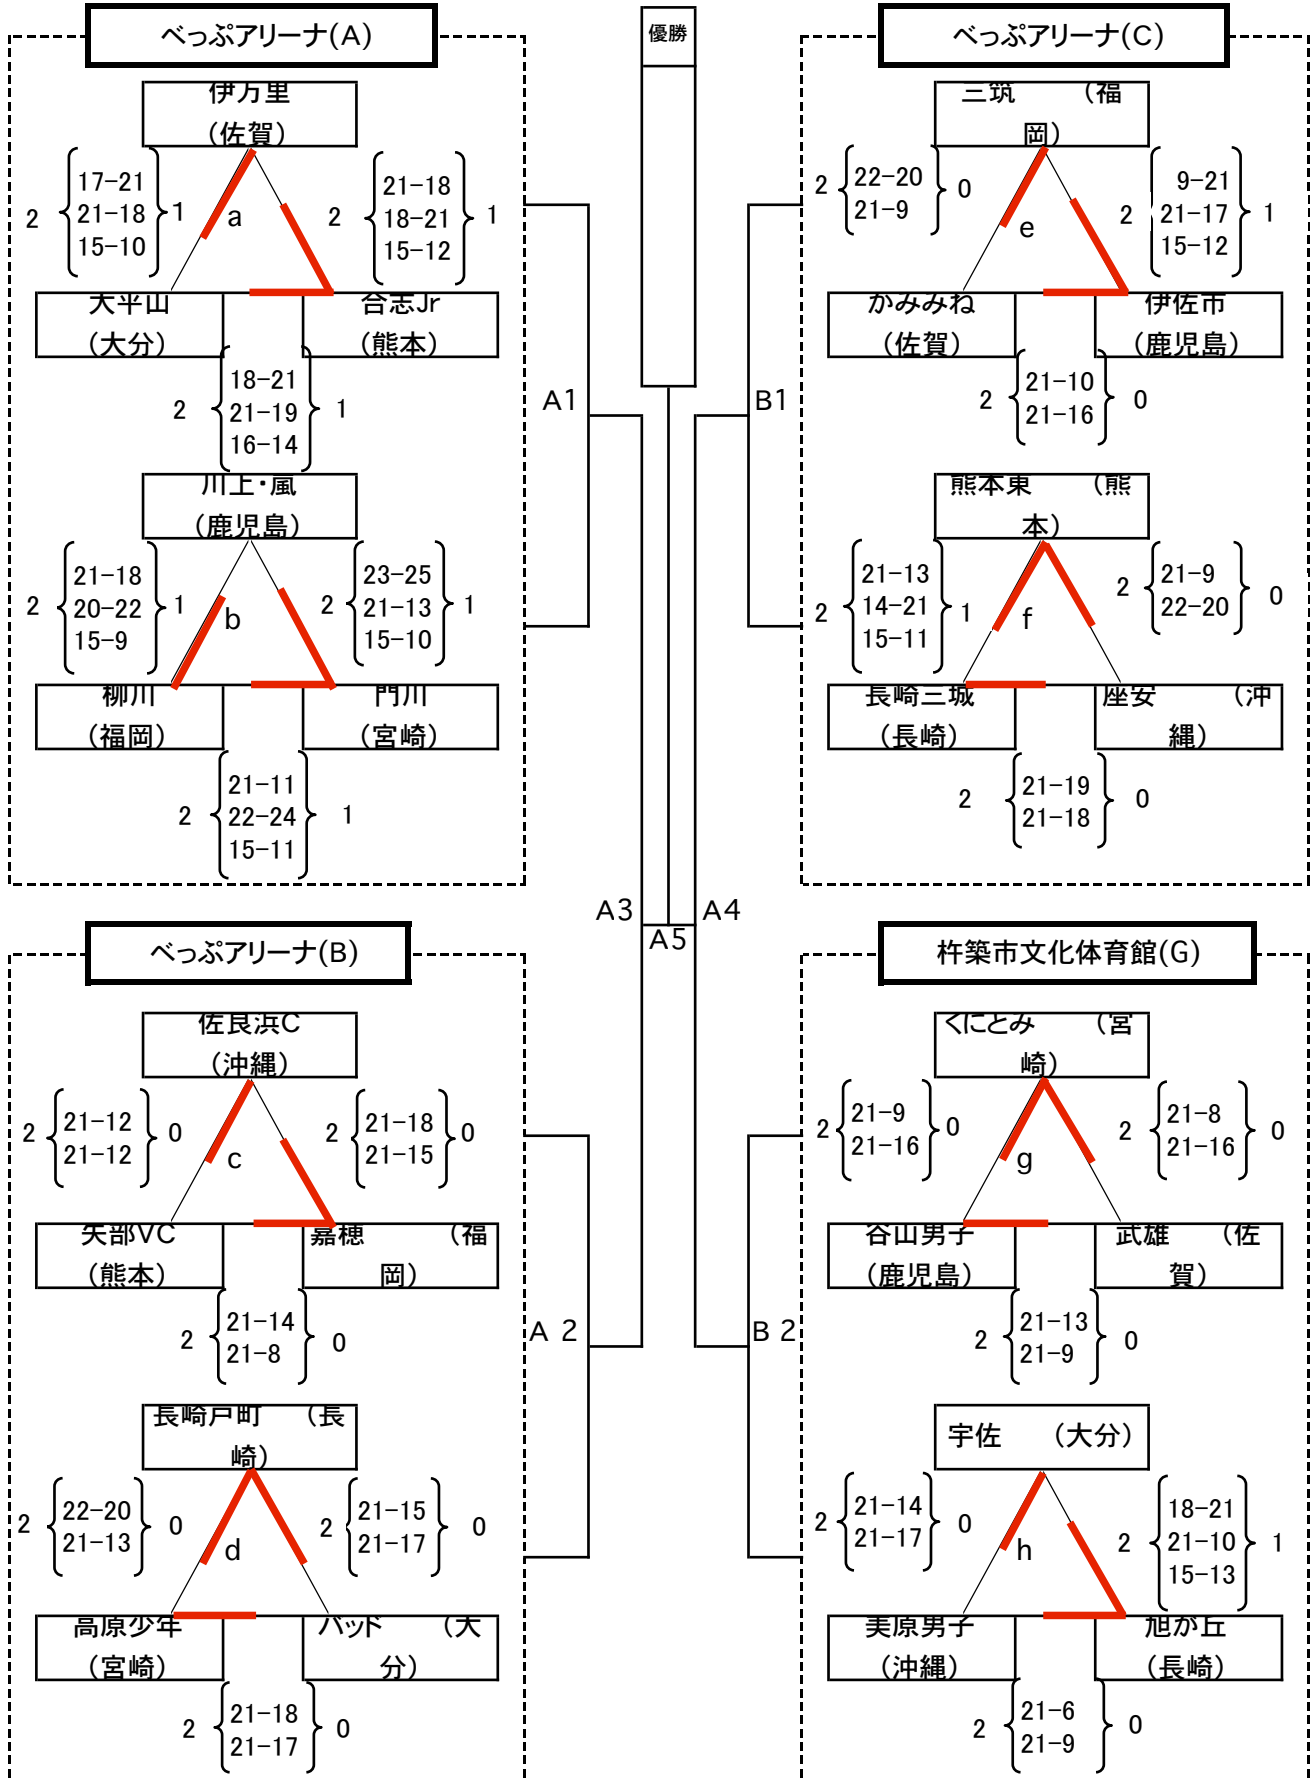 べっぷアリーナ(A)
伊万里
(佐賀)
17-21
21-18
15-10
2
1
a
21-18
18-21
15-12
2
1
大平山
(大分)
合志Jr
(熊本)
18-21
21-19
16-14
2
1
川上・嵐
(鹿児島)
21-18
20-22
15-9
2
1
b
23-25
21-13
15-10
2
1
柳川
(福岡)
門川
(宮崎)
21-11
22-24
15-11
2
1
べっぷアリーナ(B)
佐良浜C
(沖縄)
21-12
21-12
2
0
c
21-18
21-15
2
0
矢部VC
(熊本)
嘉穂 (福
岡)
21-14
21-8
2
0
長崎戸町 (長
崎)
22-20
21-13
2
0
d
21-15
21-17
2
0
高原少年
(宮崎)
バッド (大
分)
21-18
21-17
2
0
優勝
A1
A 2
A3
A5
A4
B1
B 2
べっぷアリーナ(C)
三筑 (福
岡)
22-20
21-9
2
0
e
9-21
21-17
15-12
2
1
かみみね
(佐賀)
伊佐市
(鹿児島)
21-10
21-16
2
0
熊本東 (熊
本)
21-13
14-21
15-11
2
1
f
21-9
22-20
2
0
長崎三城
(長崎)
座安 (沖
縄)
21-19
21-18
2
0
杵築市文化体育館(G)
くにとみ (宮
崎)
21-9
21-16
2
0
g
21-8
21-16
2
0
谷山男子
(鹿児島)
武雄 (佐
賀)
21-13
21-9
2
0
宇佐 (大分)
21-14
21-17
2
0
h
18-21
21-10
15-13
2
1
美原男子
(沖縄)
旭が丘
(長崎)
21-6
21-9
2
0